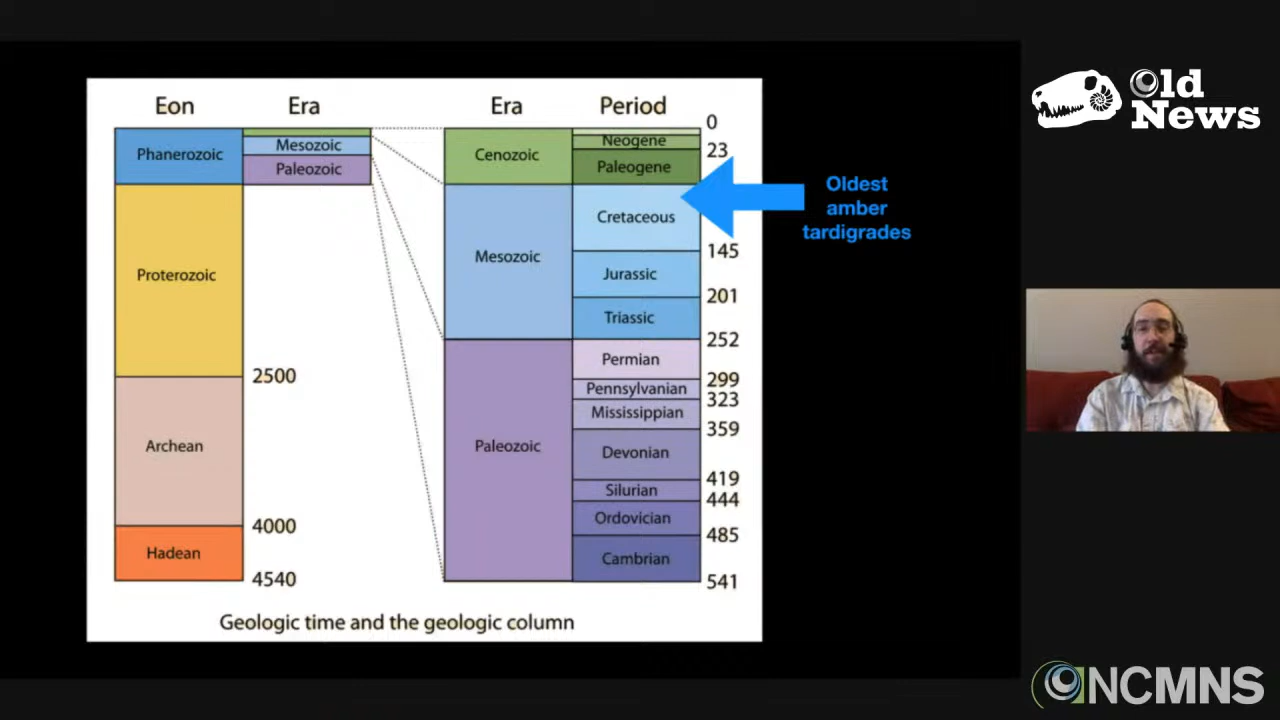 Eon Era Era Period
0
Neogene
23
Phanerozoic Mesozoic Cenozoic
Paleozoic Paleogene
Oldest
amber
tardigrades
Cretaceous
145
Mesozoic
Proterozoic Jurassic
201
Triassic
252
Permian
2500 299
Pennsylvanian
323
Mississippian
359
Archean Paleozoic Devonian
419
Silurian
444
4000 Ordovician
485
Hadean Cambrian
4540 541
Geologic time and the geologic column
Old
News
NCMNS